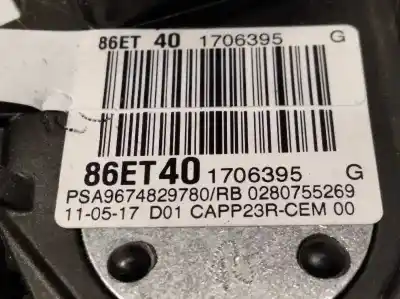 86ET 40 1706395 G
86ET40 1706395 G
PSA9674829780/RB 0280755269
11-05-17 D01 CAPP23R-CEM 00